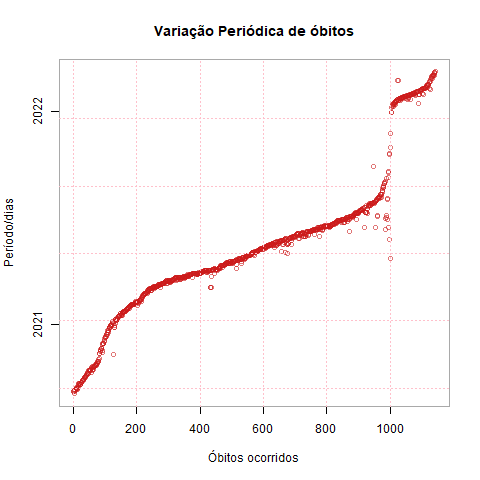 Variação Periódica de óbitos
2022
2021
Período/dias
0 200 400 600 800 1000
Óbitos ocorridos